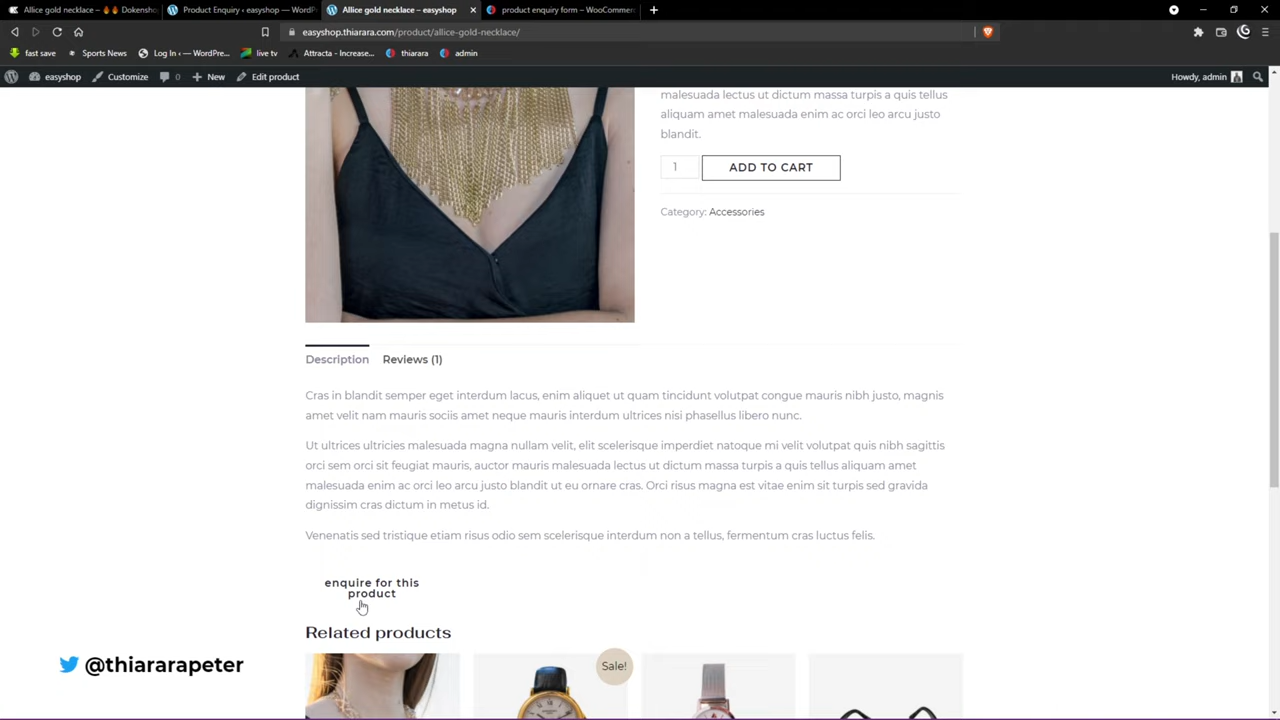 Allice gold necklace – 🔥🔥 Dokensho
Product Enquiry ‹ easyshop — WordP
Allice gold necklace – easyshop
product enquiry form – WooCommer
easyshop.thiarara.com/product/allice-gold-necklace/
fast save
Sports News
Log In ‹ — WordPre...
live tv
Attracta - Increase...
thiarara
admin
easyshop
Customize
0
New
Edit product
Howdy, admin
malesuada lectus ut dictum massa turpis a quis tellus
aliquam amet malesuada enim ac orci leo arcu justo
blandit.
1
ADD TO CART
Category: Accessories
Description
Reviews (1)
Cras in blandit semper eget interdum lacus, enim aliquet ut quam tincidunt volutpat congue mauris nibh justo, magnis
amet velit nam mauris sociis amet neque mauris interdum ultrices nisi phasellus libero nunc.
Ut ultrices ultricies malesuada magna nullam velit, elit scelerisque imperdiet natoque mi velit volutpat quis nibh sagittis
orci sem orci sit feugiat mauris, auctor mauris malesuada lectus ut dictum massa turpis a quis tellus aliquam amet
malesuada enim ac orci leo arcu justo blandit ut eu ornare cras. Orci risus magna est vitae enim sit turpis sed gravida
dignissim cras dictum in metus id.
Venenatis sed tristique etiam risus odio sem scelerisque interdum non a tellus, fermentum cras luctus felis.
enquire for this
product
Related products
@thiararapeter
Sale!